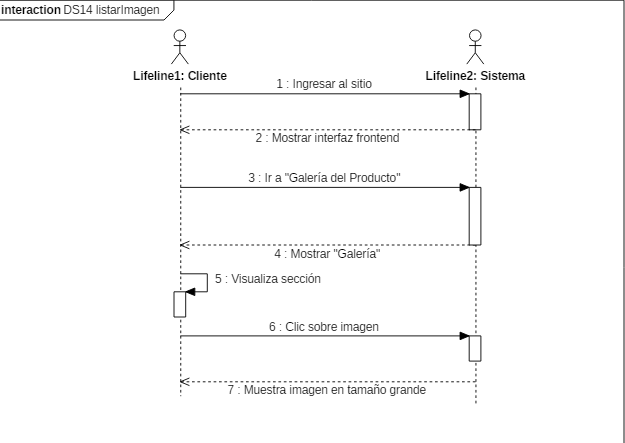 interaction DS14 listarImagen
Lifeline1: Cliente
Lifeline2: Sistema
1 : Ingresar al sitio
2 : Mostrar interfaz frontend
3 : Ir a "Galería del Producto"
4 : Mostrar "Galería"
5 : Visualiza sección
6 : Clic sobre imagen
7 : Muestra imagen en tamaño grande